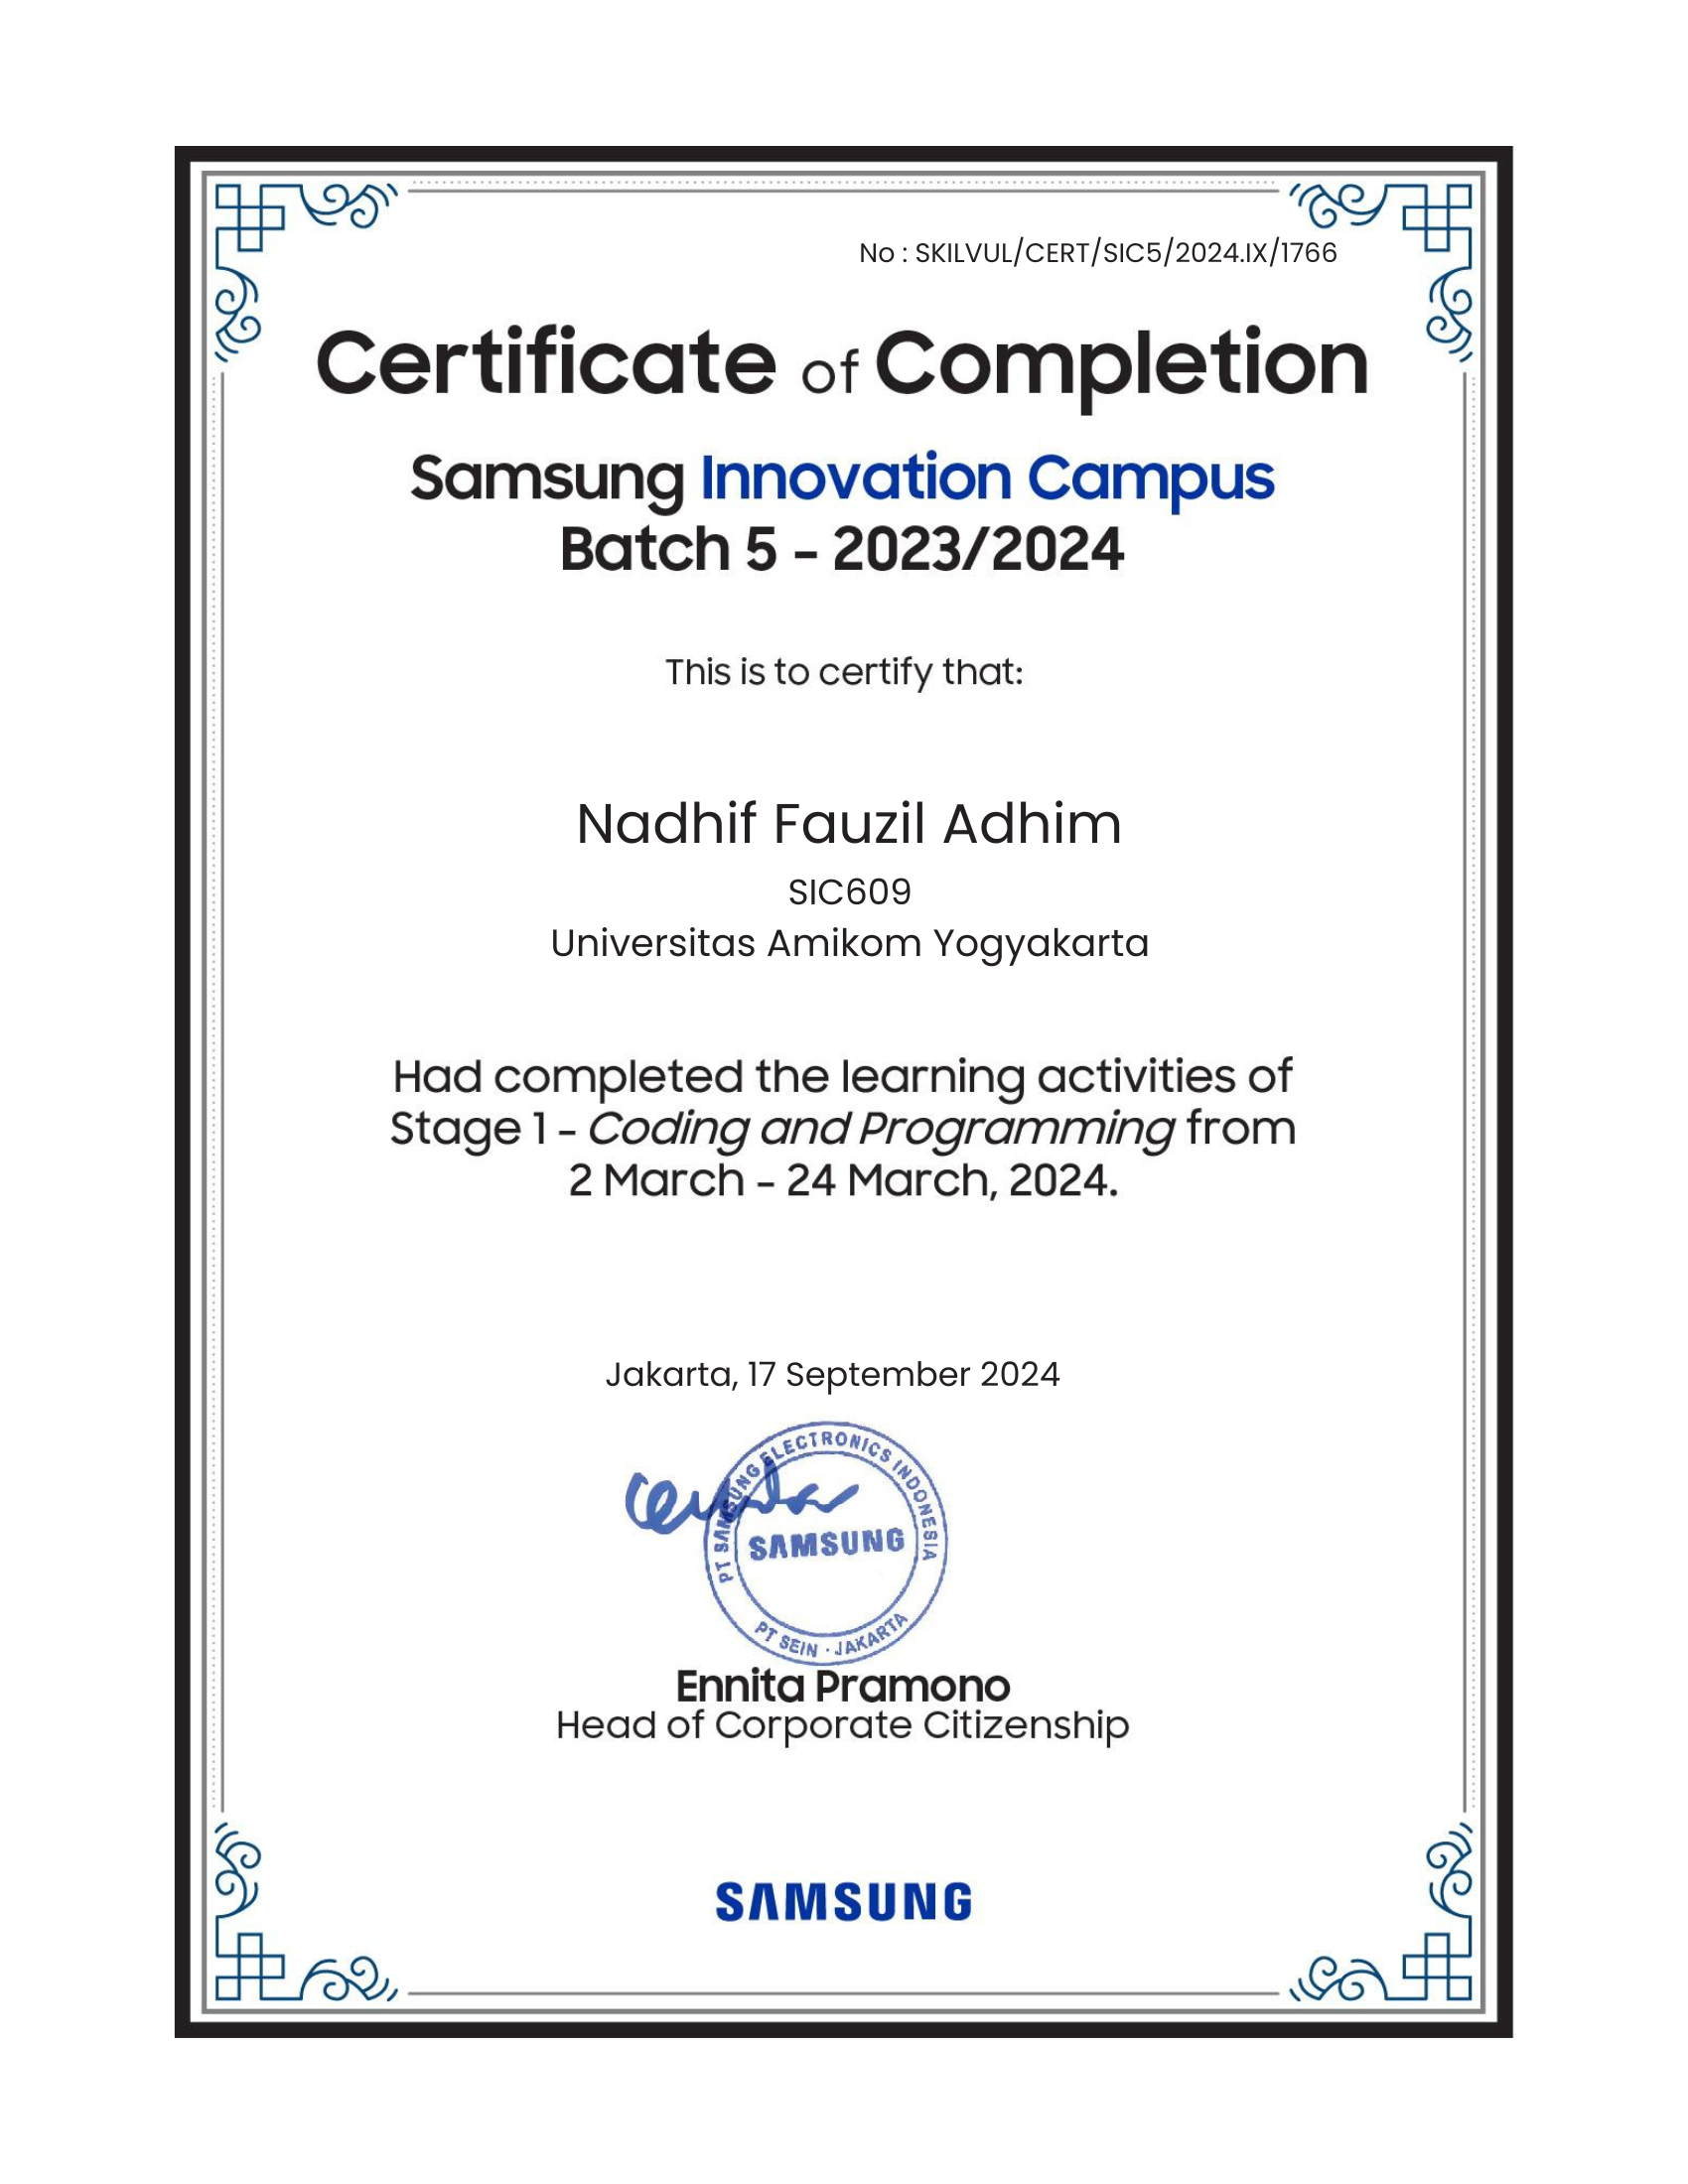 No : SKILVUL/CERT/SIC5/2024.IX/1766
Certificate of Completion
Samsung Innovation Campus
Batch 5 - 2023/2024
This is to certify that:
Nadhif Fauzil Adhim
SIC609
Universitas Amikom Yogyakarta
Had completed the learning activities of
Stage 1 - Coding and Programming from
2 March - 24 March, 2024.
Jakarta, 17 September 2024
PT SAMSUNG ELECTRONICS INDONESIA
SAMSUNG
PT SEIN · JAKARTA
Ennita Pramono
Head of Corporate Citizenship
SAMSUNG